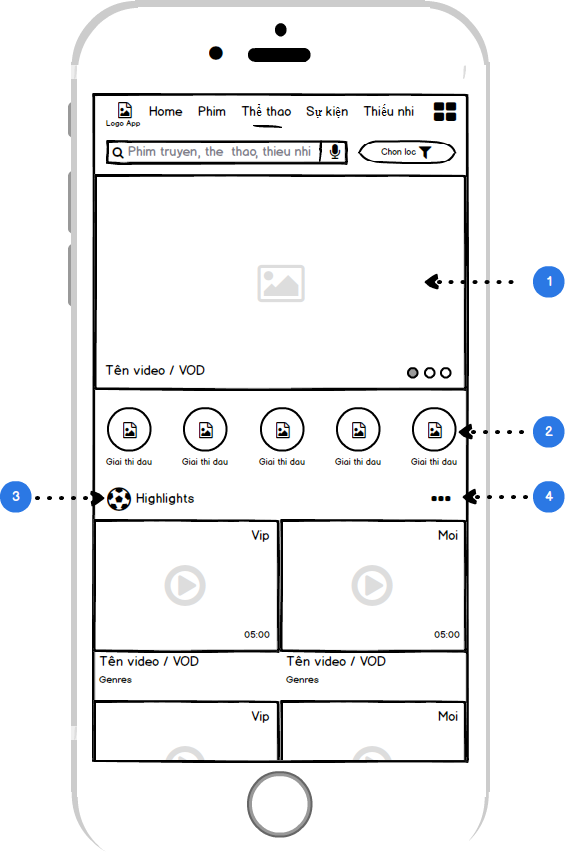 Logo App
Home Phim Thể thao Sự kiện Thiếu nhi
Phim truyen, the thao, thieu nhi
Chon loc
1
Tên video / VOD
2
Giai thi dau Giai thi dau Giai thi dau Giai thi dau Giai thi dau
3 Highlights 4
Vip Moi
05:00 05:00
Tên video / VOD Tên video / VOD
Genres Genres
Vip Moi